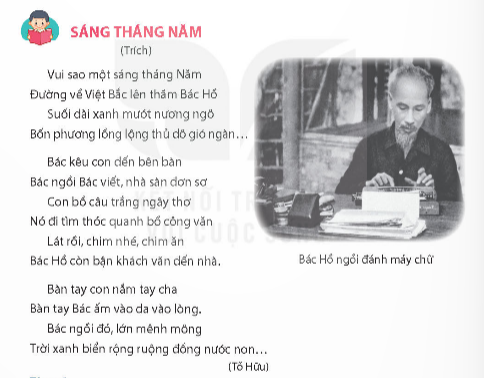 SÁNG THÁNG NĂM
(Trích)
Vui sao một sáng tháng Năm
Đường về Việt Bắc lên thăm Bác Hồ
Suối dài xanh mướt nương ngô
Bốn phương lồng lộng thủ đô gió ngàn...
Bác kêu con đến bên bàn
Bác ngồi Bác viết, nhà sàn đơn sơ
Con bồ câu trắng ngây thơ
Nó đi tìm thóc quanh bồ công văn
Lát rồi, chim nhé, chim ăn
Bác Hồ còn bận khách văn đến nhà.
Bàn tay con nắm tay cha
Bàn tay Bác ấm vào da vào lòng.
Bác ngồi đó, lớn mênh mông
Trời xanh biển rộng ruộng đồng nước non...
(Tố Hữu)
Bác Hồ ngồi đánh máy chữ